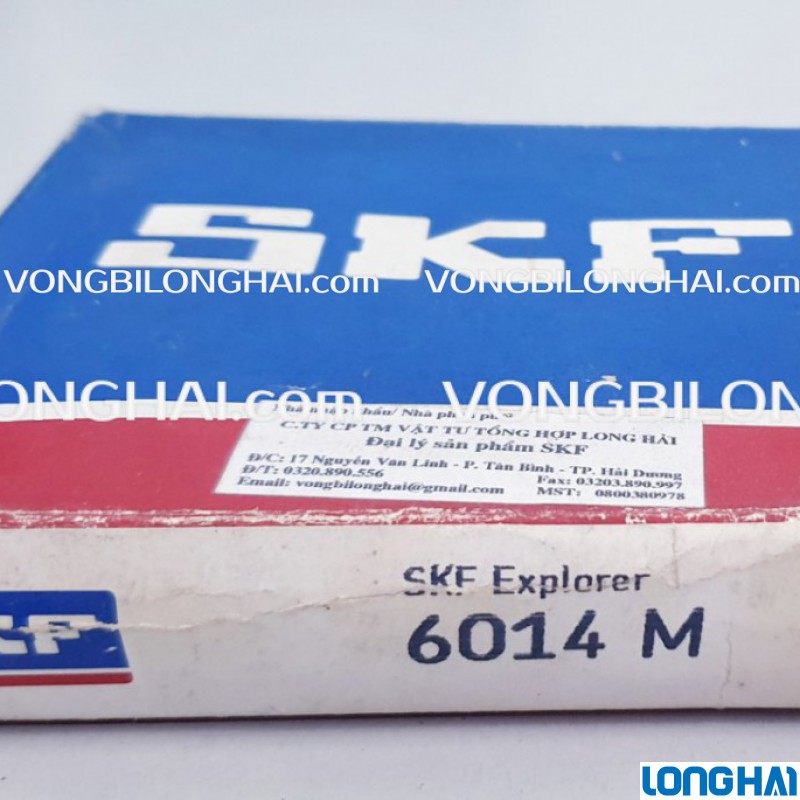 SKF
VONGBILONGHAI.com VONGBILONGHAI.com
LONGHAI.com VONGBILON
C.TY CP TM VẬT TƯ TỔNG HỢP LONG HẢI
Đại lý sản phẩm SKF
Đ/C: 17 Nguyễn Văn Linh - P. Tân Bình - TP. Hải Dương
Đ/T: 0320.890.556 Fax: 03203.890.997
Email: vongbilonghai@gmail.com MST: 0800380978
SKF Explorer
6014 M
KF
LONGHAI